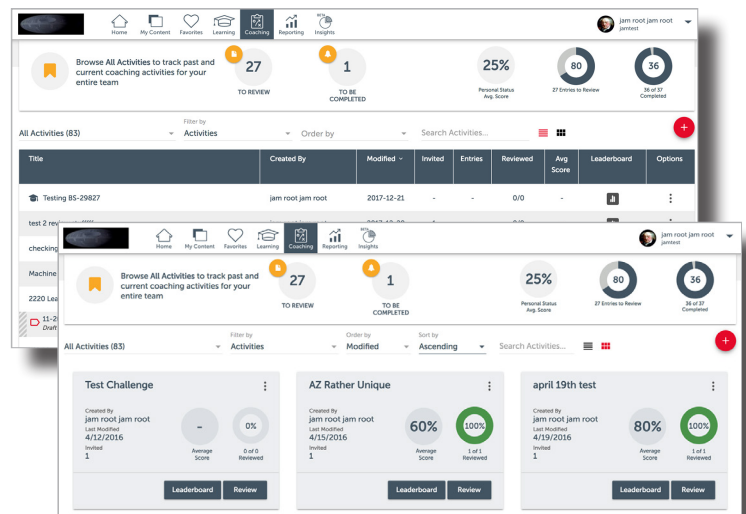 Home My Content Favorites Learning Coaching Reporting BETA Insights
jam root jam root
jamtest
Browse All Activities to track past and
current coaching activities for your
entire team
27
TO REVIEW
1
TO BE
COMPLETED
25%
Personal Status
Avg. Score
80
27 Entries to Review
36
36 of 37
Completed
All Activities (83)
Filter by
Activities
Order by
Search Activities...
+
Title Created By Modified Invited Entries Reviewed Avg Score Leaderboard Options
Testing BS-29827 jam root jam root 2017-12-21 - - 0/0 -
test 2
checking
Machine
2220
Draft
Home My Content Favorites Learning Coaching Reporting BETA Insights
jam root jam root
jamtest
Browse All Activities to track past and
current coaching activities for your
entire team
27
TO REVIEW
1
TO BE
COMPLETED
25%
Personal Status
Avg. Score
80
27 Entries to Review
36
36 of 37
Completed
All Activities (83)
Filter by
Activities
Order by
Modified
Sort by
Ascending
Search Activities...
+
Test Challenge
Created By
jam root jam root
Last Modified
4/12/2016
Invited
1
-
Average
Score
0%
0 of 0
Reviewed
Leaderboard Review
AZ Rather Unique
Created By
jam root jam root
Last Modified
4/15/2016
Invited
1
60%
Average
Score
100%
1 of 1
Reviewed
Leaderboard Review
april 19th test
Created By
jam root jam root
Last Modified
4/19/2016
Invited
1
80%
Average
Score
100%
1 of 1
Reviewed
Leaderboard Review